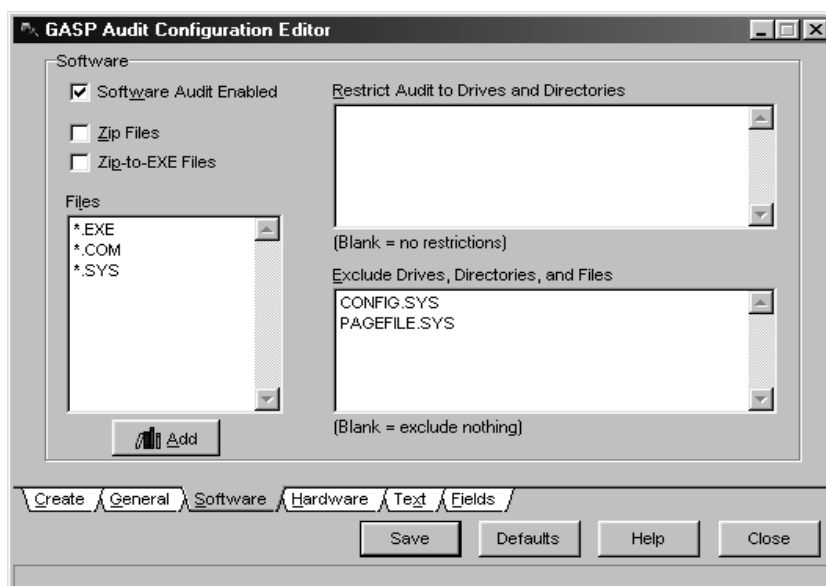 GASP Audit Configuration Editor
Software
Software Audit Enabled
Zip Files
Zip-to-EXE Files
Files
*.EXE
*.COM
*.SYS
Add
Restrict Audit to Drives and Directories
(Blank = no restrictions)
Exclude Drives, Directories, and Files
CONFIG.SYS
PAGEFILE.SYS
(Blank = exclude nothing)
Create General Software Hardware Text Fields
Save Defaults Help Close